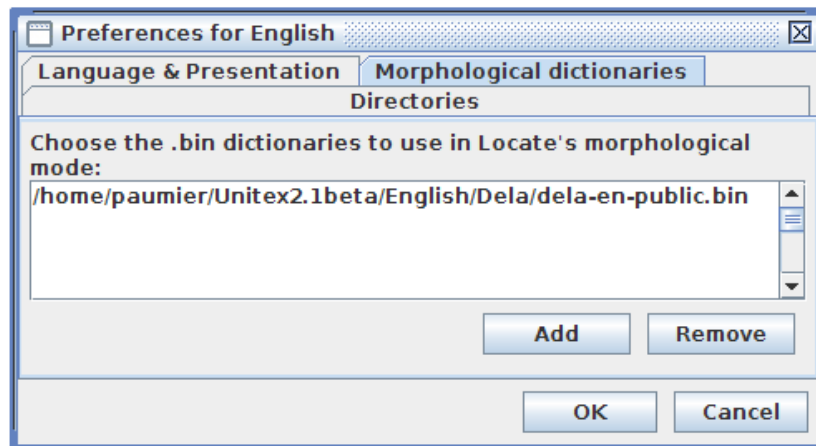 Preferences for English
Language & Presentation
Morphological dictionaries
Directories
Choose the .bin dictionaries to use in Locate's morphological
mode:
/home/paumier/Unitex2.1beta/English/Dela/dela-en-public.bin
Add
Remove
OK
Cancel